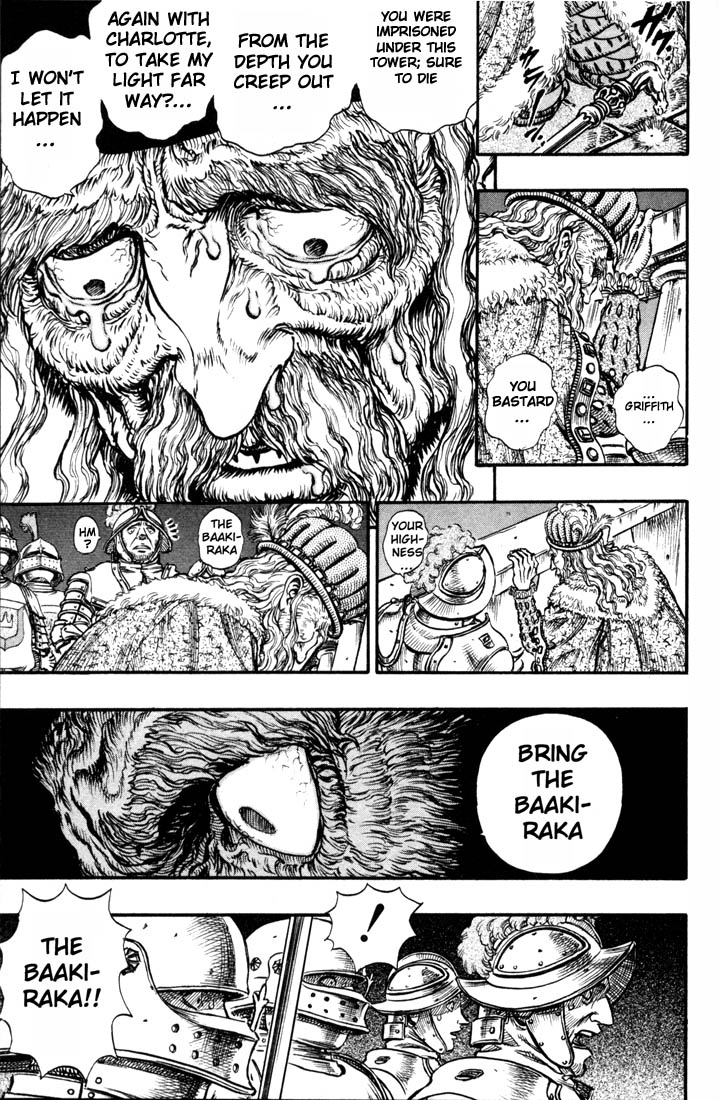 ...
GRIFFITH
...
YOU
BASTARD
...
YOU WERE
IMPRISONED
UNDER THIS
TOWER; SURE
TO DIE
FROM THE
DEPTH YOU
CREEP OUT
...
AGAIN WITH
CHARLOTTE,
TO TAKE MY
LIGHT FAR
WAY?...
I WON'T
LET IT
HAPPEN
...
YOUR
HIGH-
NESS
...
THE
BAAKI-
RAKA
HM
?
BRING
THE
BAAKI-
RAKA
!
THE
BAAKI-
RAKA!!